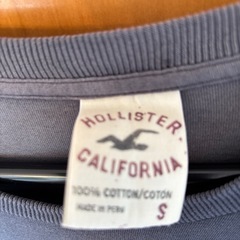 HOLLISTER
CALIFORNIA
100% COTTON/COTON
MADE IN PERU
S